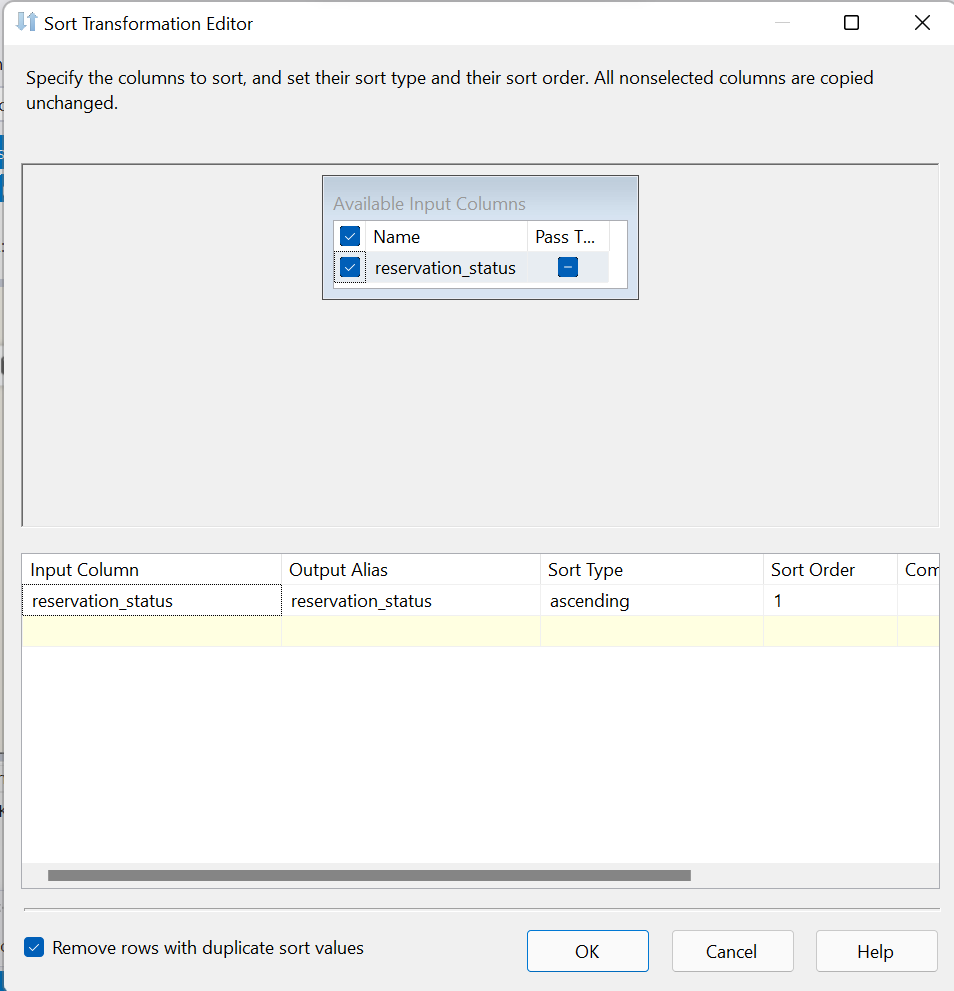 Sort Transformation Editor
Specify the columns to sort, and set their sort type and their sort order. All nonselected columns are copied
unchanged.
Available Input Columns
Name Pass T...
reservation_status
Input Column Output Alias Sort Type Sort Order Com
reservation_status reservation_status ascending 1
Remove rows with duplicate sort values
OK Cancel Help